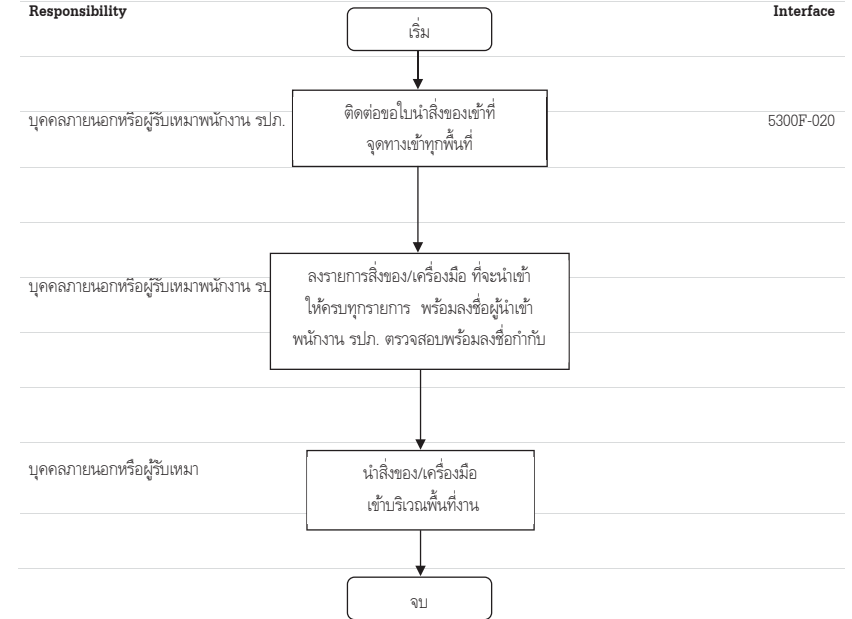 Responsibility
Interface
เริ่ม
บุคคลภายนอกหรือผู้รับเหมาพนักงาน รปภ.
ติดต่อขอใบนำสิ่งของเข้าที่
จุดทางเข้าทุกพื้นที่
5300F-020
บุคคลภายนอกหรือผู้รับเหมาพนักงาน
ลงรายการสิ่งของ/เครื่องมือ ที่จะนำเข้า
ให้ครบทุกรายการ พร้อมลงชื่อผู้นำเข้า
พนักงาน รปภ. ตรวจสอบพร้อมลงชื่อกำกับ
บุคคลภายนอกหรือผู้รับเหมา
นำสิ่งของ/เครื่องมือ
เข้าบริเวณพื้นที่งาน
จบ